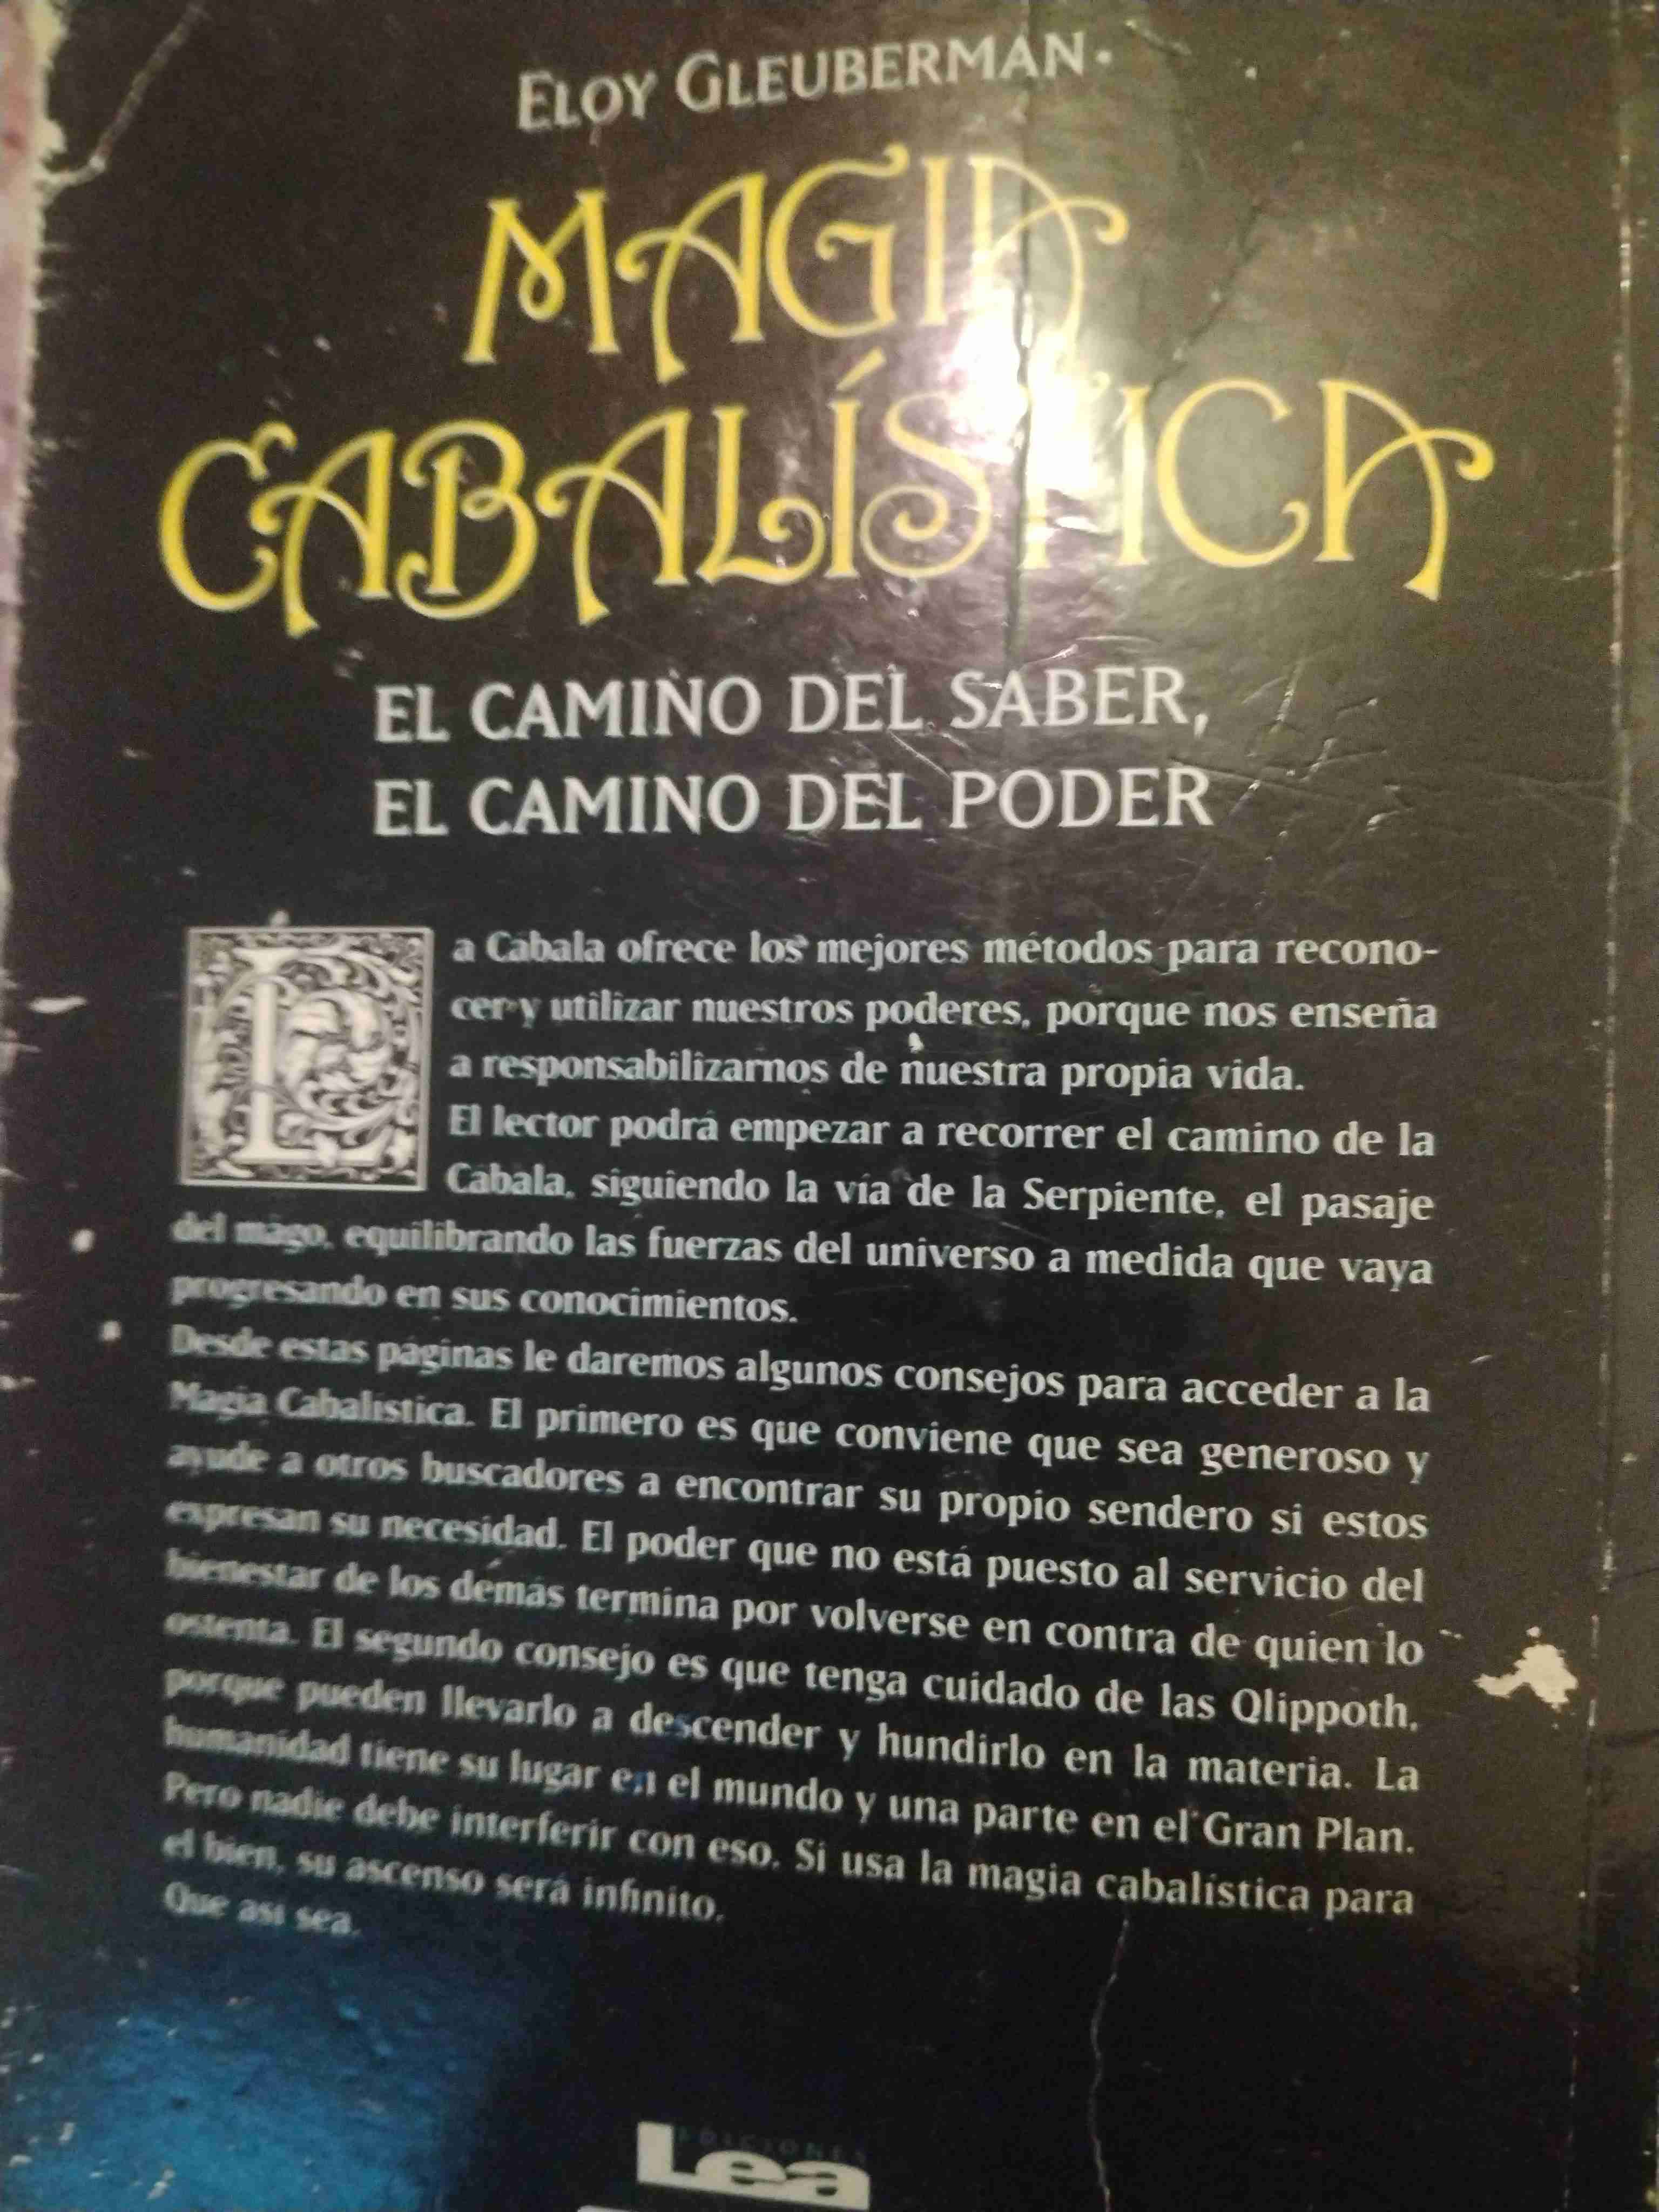 ELOY GLEUBERMAN
MAGIA
CABALÍSTICA
EL CAMINO DEL SABER,
EL CAMINO DEL PODER
La Cábala ofrece los mejores métodos para recono-
cer y utilizar nuestros poderes, porque nos enseña
a responsabilizarnos de nuestra propia vida.
El lector podrá empezar a recorrer el camino de la
Cábala, siguiendo la vía de la Serpiente, el pasaje
del mago, equilibrando las fuerzas del universo a medida que vaya
progresando en sus conocimientos.
Desde estas páginas le daremos algunos consejos para acceder a la
Magia Cabalística. El primero es que conviene que sea generoso y
ayude a otros buscadores a encontrar su propio sendero si estos
expresan su necesidad. El poder que no está puesto al servicio del
bienestar de los demás termina por volverse en contra de quien lo
ostenta. El segundo consejo es que tenga cuidado de las Qlippoth,
porque pueden llevarlo a descender y hundirlo en la materia. La
humanidad tiene su lugar en el mundo y una parte en el Gran Plan.
Pero nadie debe interferir con eso. Si usa la magia cabalística para
el bien, su ascenso será infinito.
Que así sea.
EDICIONES
Lea